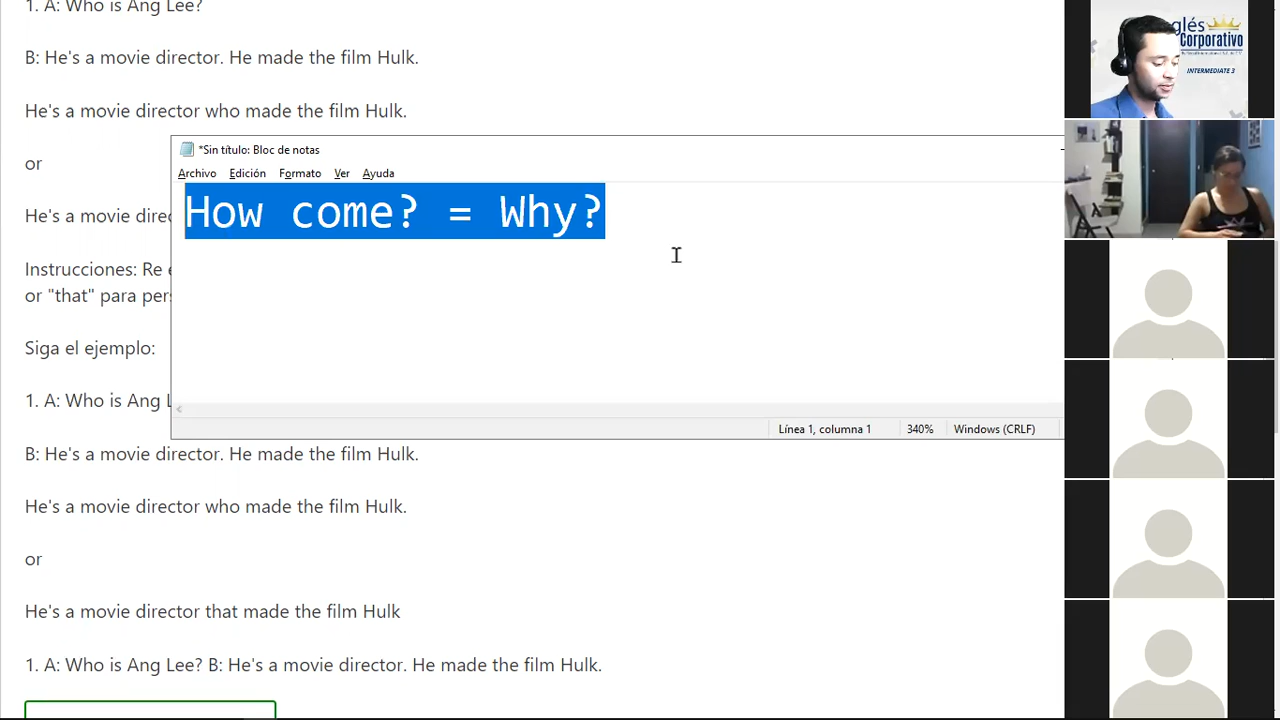 1. A: Who is Ang Lee?
B: He's a movie director. He made the film Hulk.
He's a movie director who made the film Hulk.
or
He's a movie direc
Instrucciones: Re e
or "that" para pers
Siga el ejemplo:
1. A: Who is Ang L
B: He's a movie director. He made the film Hulk.
He's a movie director who made the film Hulk.
or
He's a movie director that made the film Hulk
1. A: Who is Ang Lee? B: He's a movie director. He made the film Hulk.
*Sin título: Bloc de notas
Archivo Edición Formato Ver Ayuda
How come? = Why?
Línea 1, columna 1 340% Windows (CRLF)
glés
Corporativo
INTERMEDIATE 3